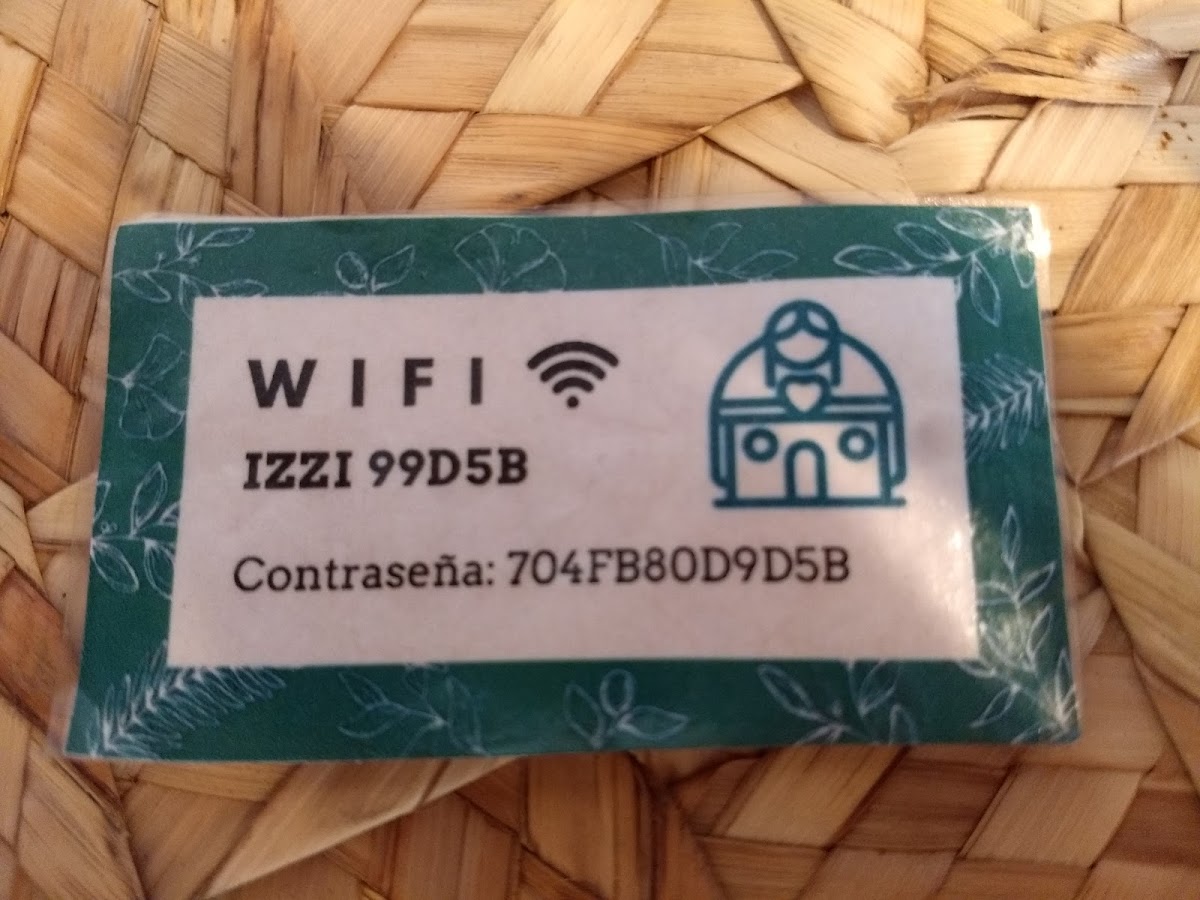 WIFI
IZZI 99D5B
Contraseña: 704FB80D9D5B